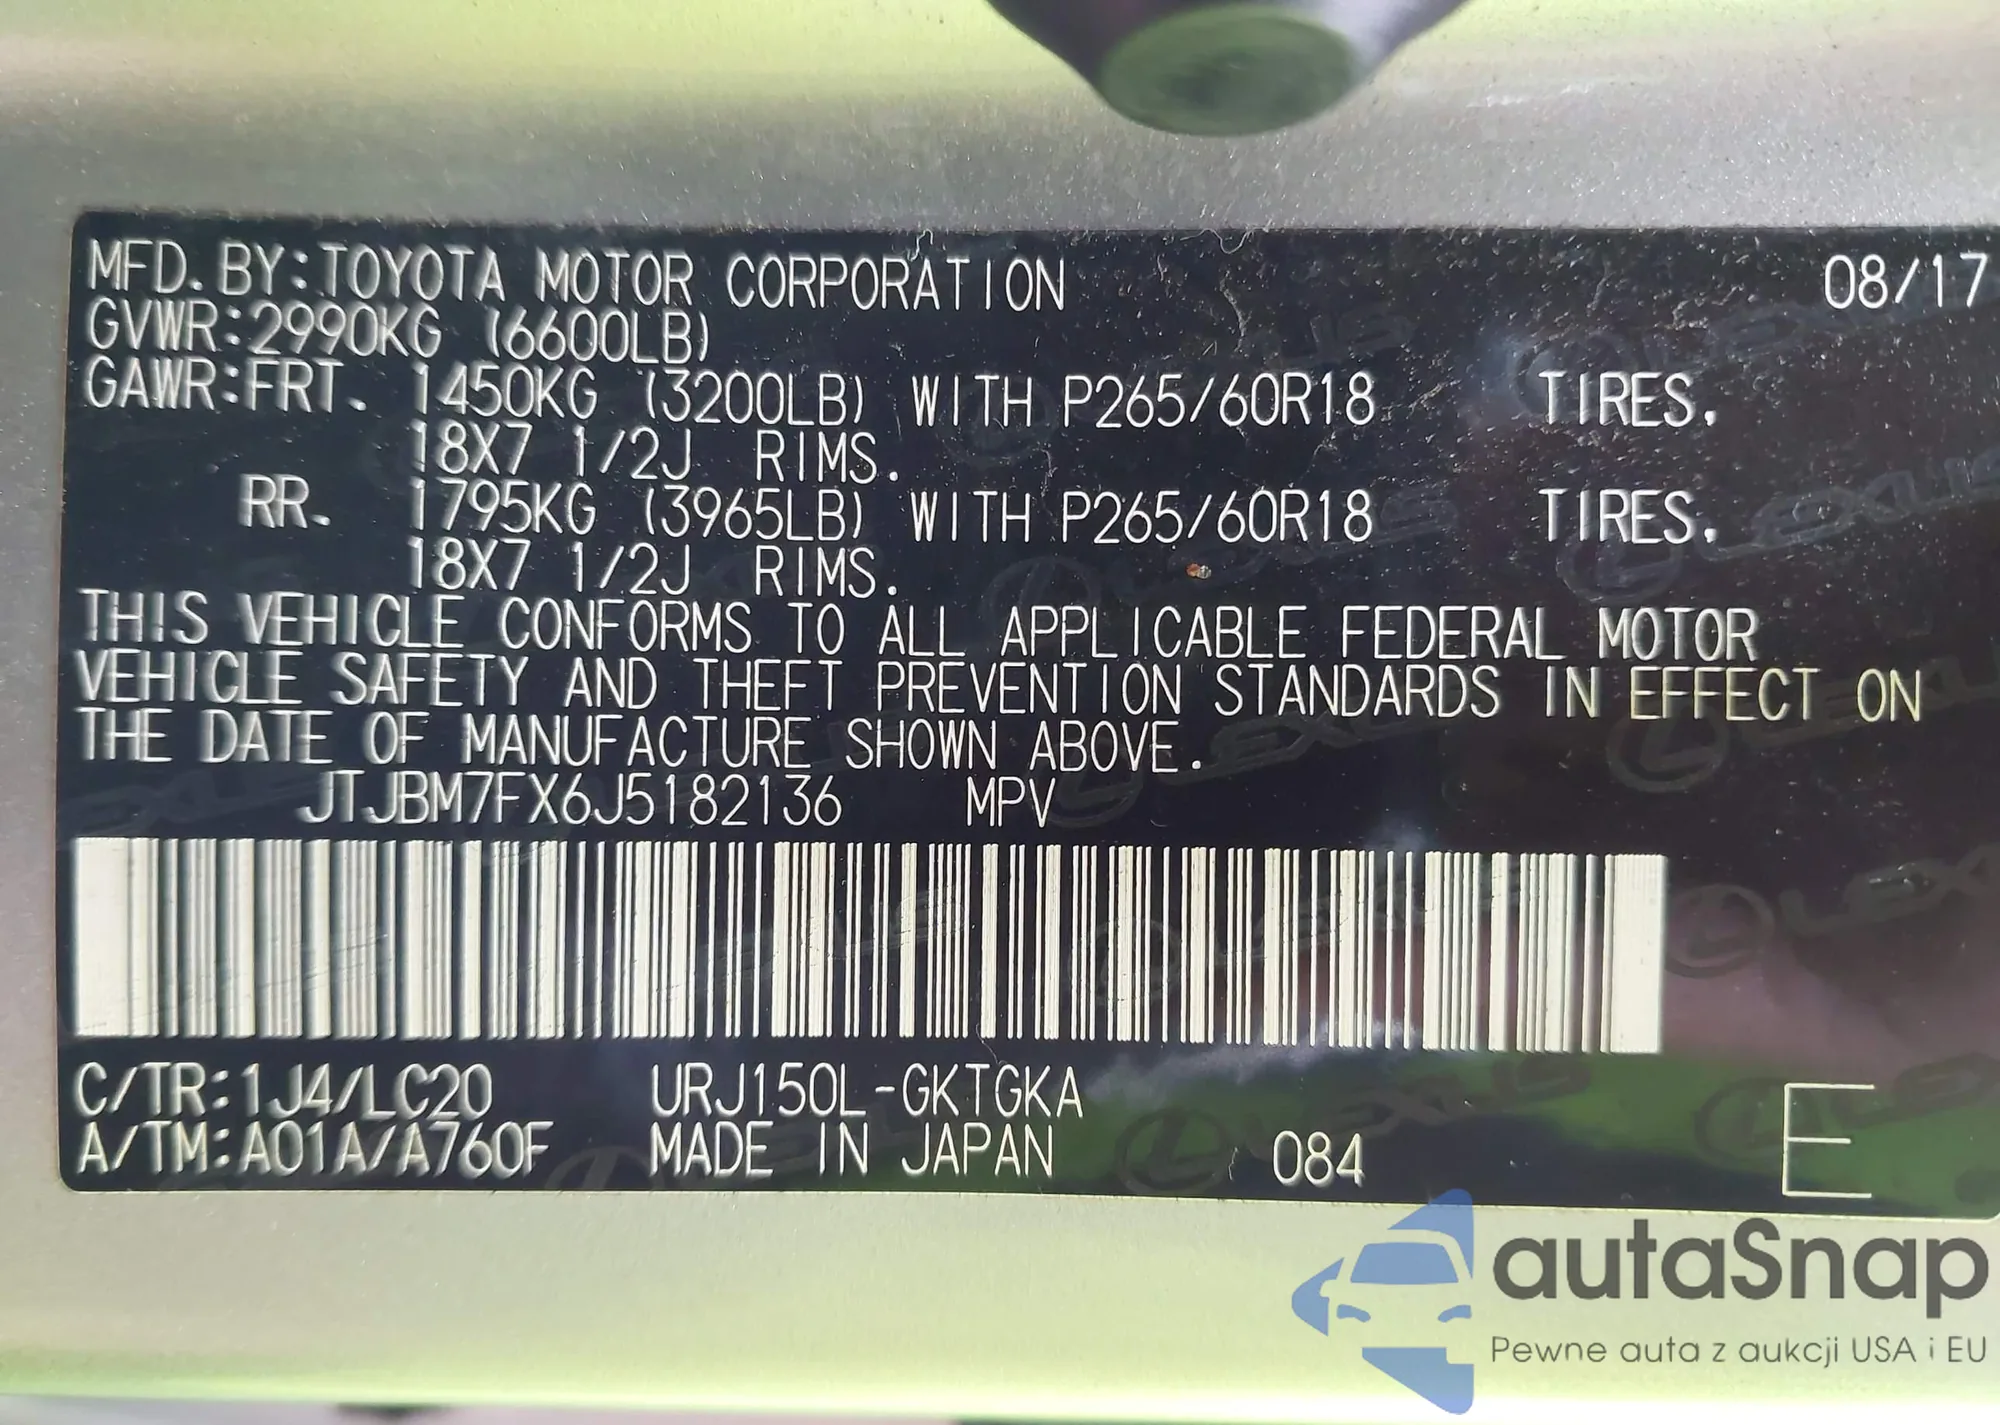 MFD. BY:TOYOTA MOTOR CORPORATION 08/17
GVWR:2990KG (6600LB)
GAWR:FRT. 1450KG (3200LB) WITH P265/60R18 TIRES.
18X7 1/2J RIMS.
RR. 1795KG (3965LB) WITH P265/60R18 TIRES.
18X7 1/2J RIMS.
THIS VEHICLE CONFORMS TO ALL APPLICABLE FEDERAL MOTOR
VEHICLE SAFETY AND THEFT PREVENTION STANDARDS IN EFFECT ON
THE DATE OF MANUFACTURE SHOWN ABOVE.
JTJBM7FX6J5182136 MPV
C/TR:1J4/LC20 URJ150L-GKTGKA
A/TM:A01A/A760F MADE IN JAPAN 084 E
autaSnap
Pewne auta z aukcji USA i EU